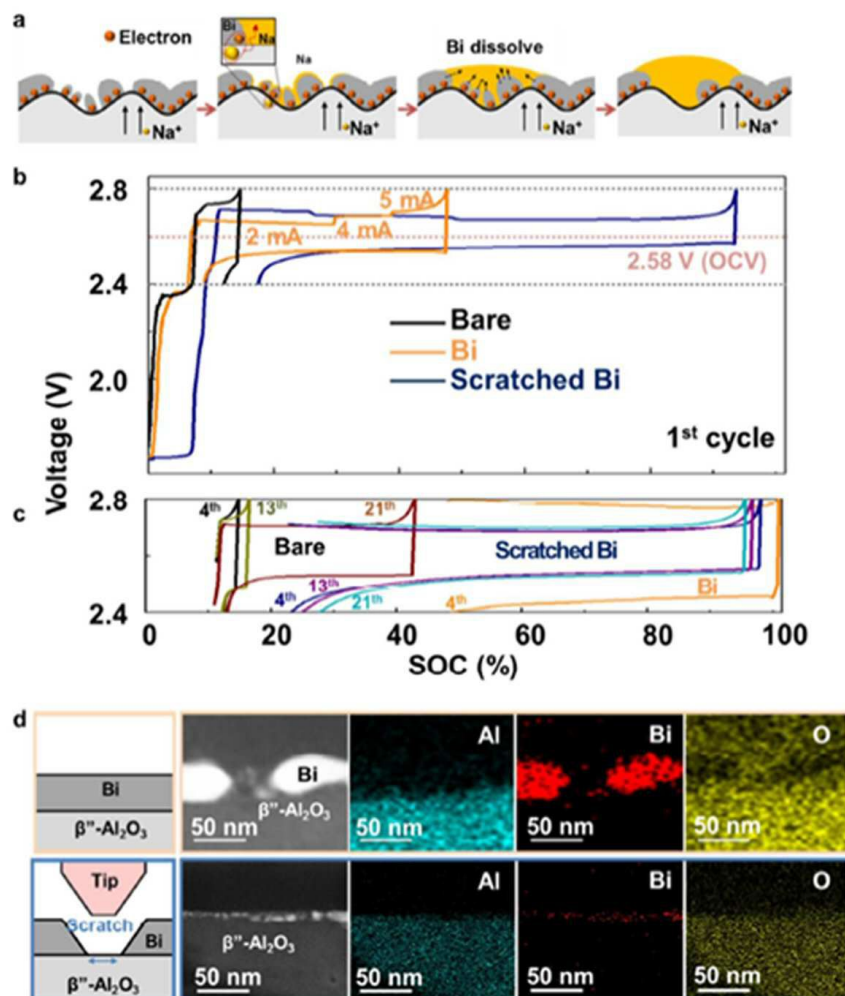 a
Electron
Bi
Na
Na
Bi dissolve
Na⁺
Na⁺
Na⁺
Na⁺
b
2.8
5 mA
2 mA
4 mA
2.58 V (OCV)
2.4
Bare
Bi
Scratched Bi
2.0
1st cycle
Voltage (V)
c
2.8
4th
13th
21th
Bare
Scratched Bi
Bi
4th
13th
21th
4th
2.4
0
20
40
60
80
100
SOC (%)
d
Bi
β”-Al₂O₃
Bi
β”-Al₂O₃
50 nm
Al
50 nm
Bi
50 nm
O
50 nm
Tip
Scratch
Bi
β”-Al₂O₃
β”-Al₂O₃
50 nm
Al
50 nm
Bi
50 nm
O
50 nm